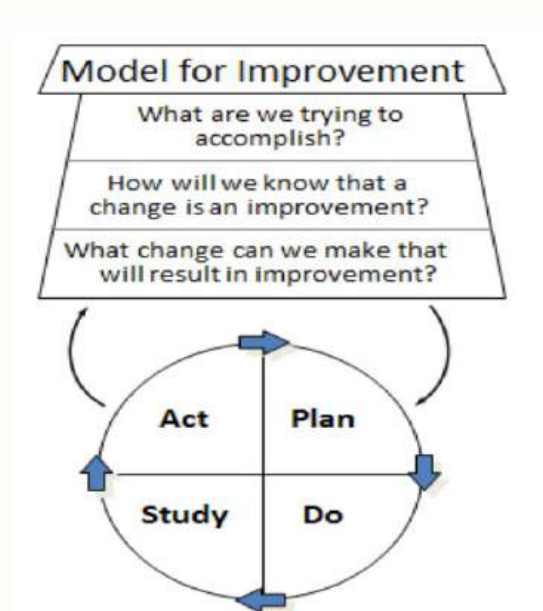 Model for Improvement
What are we trying to
accomplish?
How will we know that a
change is an improvement?
What change can we make that
will result in improvement?
Act
Plan
Study
Do